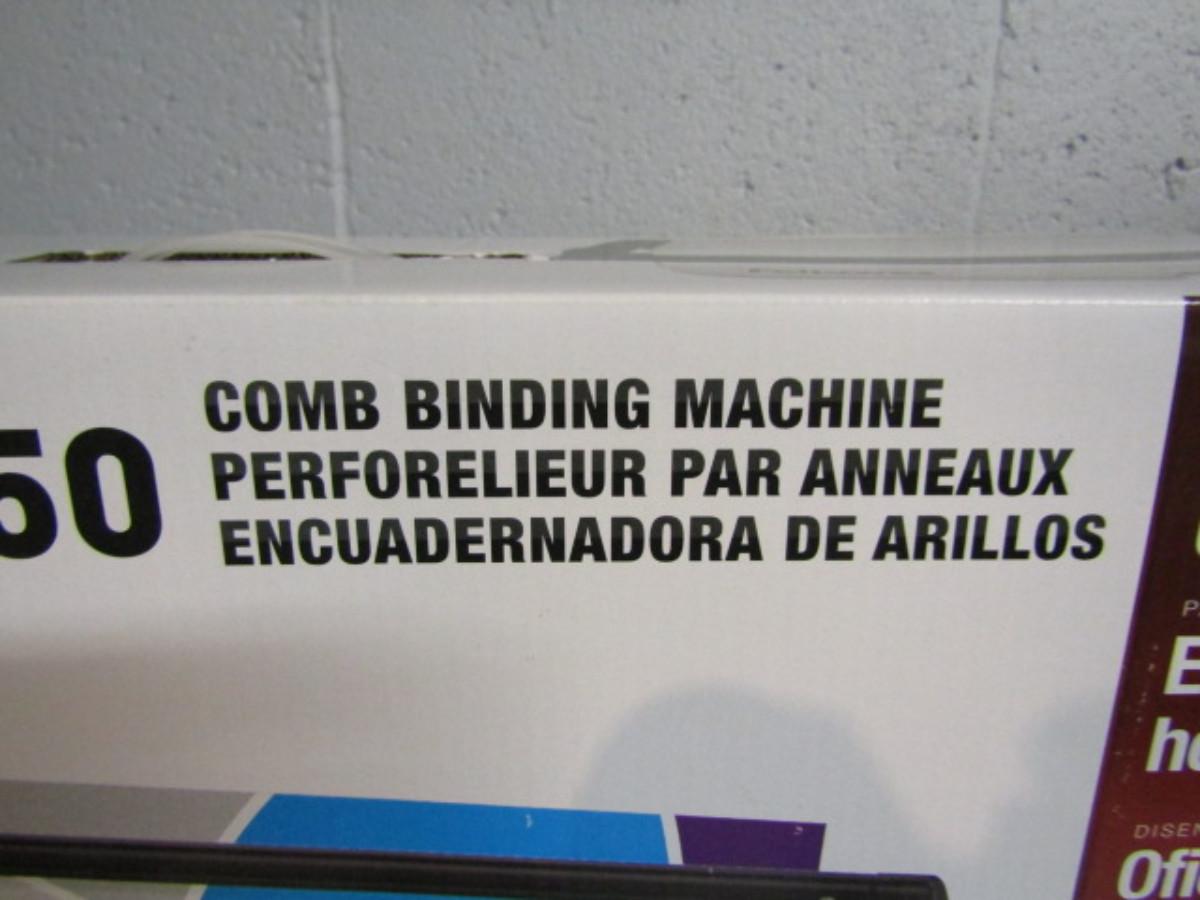 50
COMB BINDING MACHINE
PERFORELIEUR PAR ANNEAUX
ENCUADERNADORA DE ARILLOS